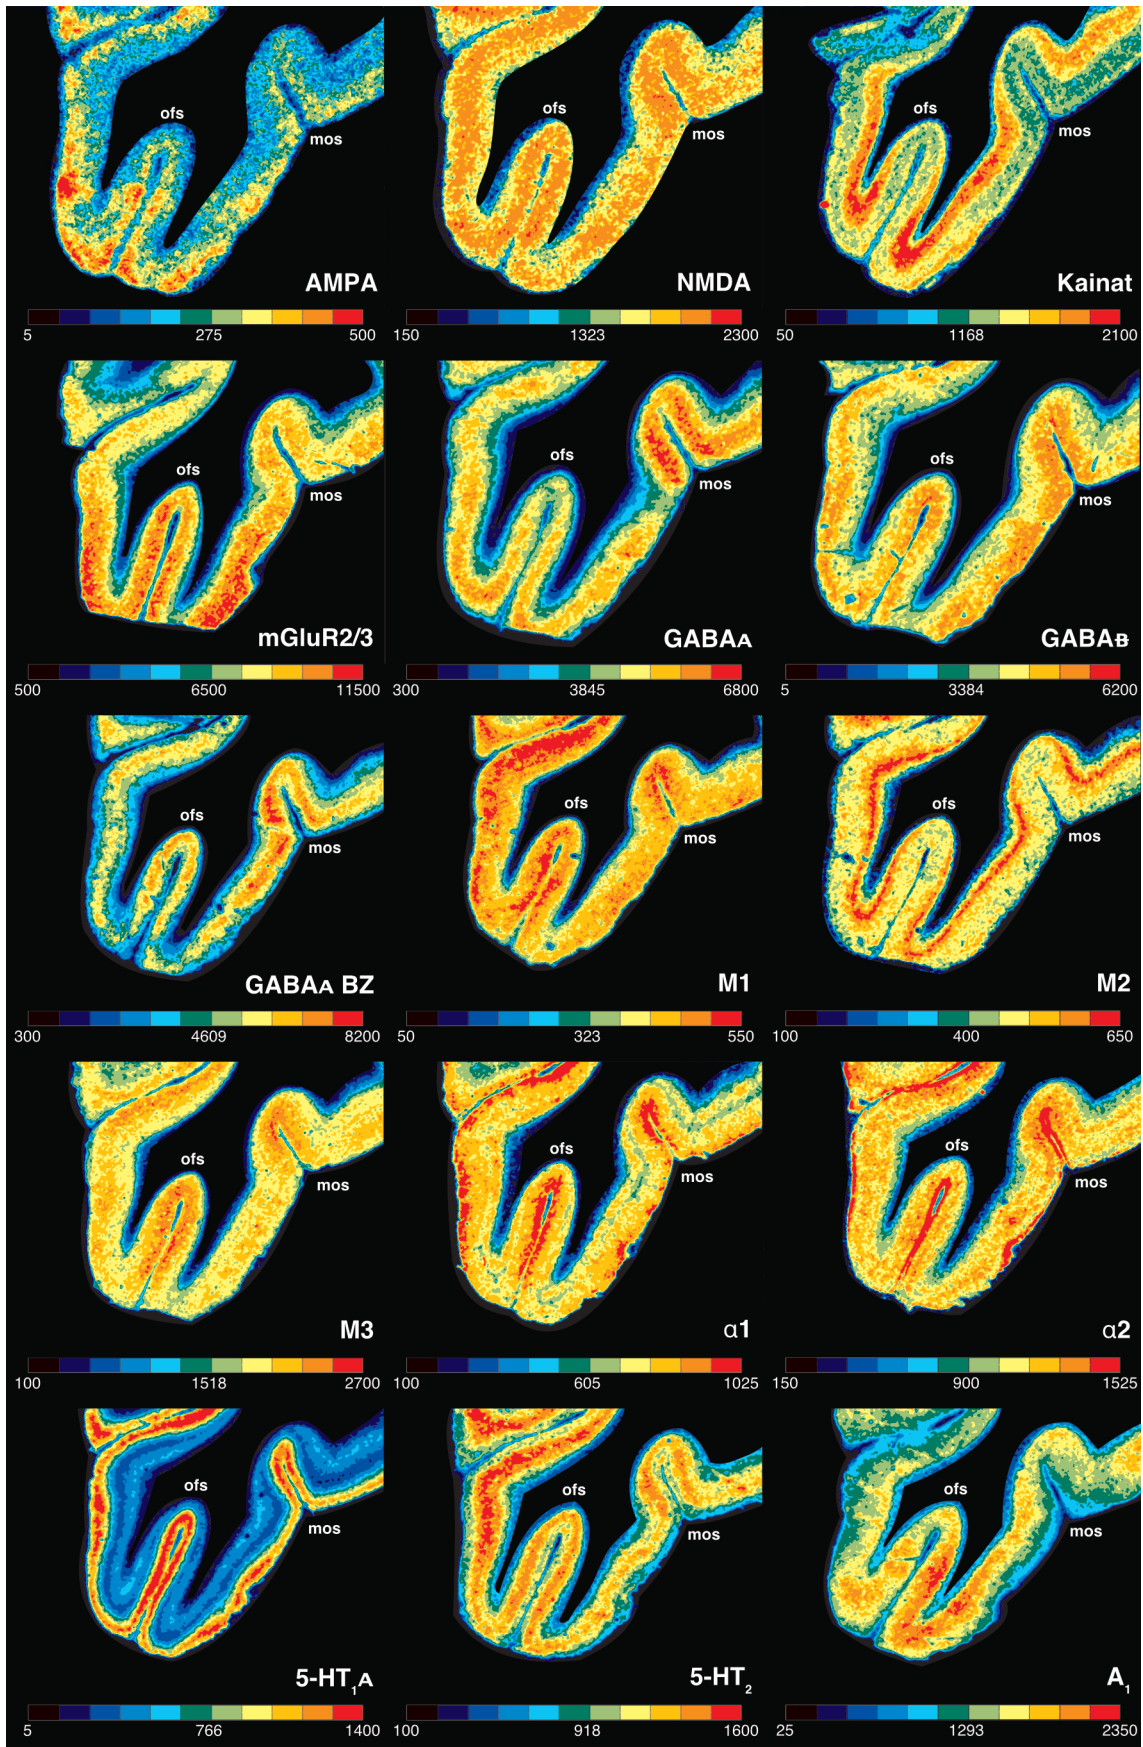 ofs
mos
AMPA
5 275 500
ofs
mos
NMDA
150 1323 2300
ofs
mos
Kainat
50 1168 2100
ofs
mos
mGluR2/3
500 6500 11500
ofs
mos
GABAA
300 3845 6800
ofs
mos
GABAB
5 3384 6200
ofs
mos
GABAA BZ
300 4609 8200
ofs
mos
M1
50 323 550
ofs
mos
M2
100 400 650
ofs
mos
M3
100 1518 2700
ofs
mos
α1
100 605 1025
ofs
mos
α2
150 900 1525
ofs
mos
5-HT1A
5 766 1400
ofs
mos
5-HT2
100 918 1600
ofs
mos
A1
25 1293 2350